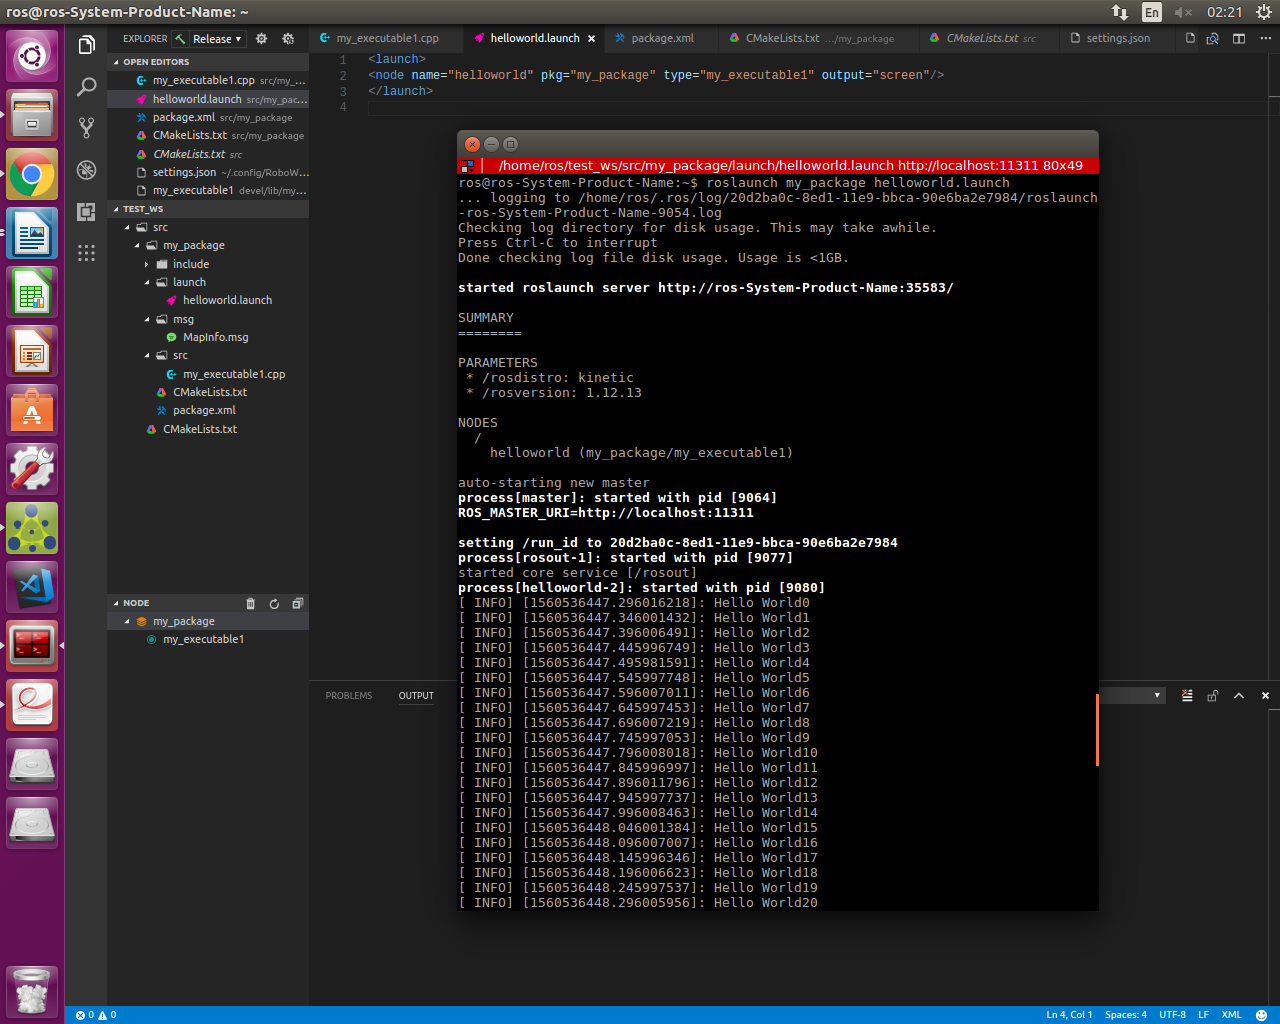 ros@ros-System-Product-Name: ~
En
02:21
EXPLORER
Release
my_executable1.cpp
helloworld.launch
package.xml
CMakeLists.txt .../my_package
CMakeLists.txt src
settings.json
OPEN EDITORS
my_executable1.cpp src/my_...
helloworld.launch src/my_pac...
package.xml src/my_package
CMakeLists.txt src/my_package
CMakeLists.txt src
settings.json ~/.config/RoboW...
my_executable1 devel/lib/my...
TEST_WS
src
my_package
include
launch
helloworld.launch
msg
MapInfo.msg
src
my_executable1.cpp
CMakeLists.txt
package.xml
CMakeLists.txt
NODE
my_package
my_executable1
1 <launch>
2 <node name="helloworld" pkg="my_package" type="my_executable1" output="screen"/>
3 </launch>
4
/home/ros/test_ws/src/my_package/launch/helloworld.launch http://localhost:11311 80x49
ros@ros-System-Product-Name:~$ roslaunch my_package helloworld.launch
... logging to /home/ros/.ros/log/20d2ba0c-8ed1-11e9-bbca-90e6ba2e7984/roslaunch
-ros-System-Product-Name-9054.log
Checking log directory for disk usage. This may take awhile.
Press Ctrl-C to interrupt
Done checking log file disk usage. Usage is <1GB.
started roslaunch server http://ros-System-Product-Name:35583/
SUMMARY
========
PARAMETERS
* /rosdistro: kinetic
* /rosversion: 1.12.13
NODES
/
helloworld (my_package/my_executable1)
auto-starting new master
process[master]: started with pid [9064]
ROS_MASTER_URI=http://localhost:11311
setting /run_id to 20d2ba0c-8ed1-11e9-bbca-90e6ba2e7984
process[rosout-1]: started with pid [9077]
started core service [/rosout]
process[helloworld-2]: started with pid [9080]
[ INFO] [1560536447.296016218]: Hello World0
[ INFO] [1560536447.346001432]: Hello World1
[ INFO] [1560536447.396006491]: Hello World2
[ INFO] [1560536447.445996749]: Hello World3
[ INFO] [1560536447.495981591]: Hello World4
[ INFO] [1560536447.545997748]: Hello World5
[ INFO] [1560536447.596007011]: Hello World6
[ INFO] [1560536447.645997453]: Hello World7
[ INFO] [1560536447.696007219]: Hello World8
[ INFO] [1560536447.745997053]: Hello World9
[ INFO] [1560536447.796008018]: Hello World10
[ INFO] [1560536447.845996997]: Hello World11
[ INFO] [1560536447.896011796]: Hello World12
[ INFO] [1560536447.945997737]: Hello World13
[ INFO] [1560536447.996008463]: Hello World14
[ INFO] [1560536448.046001384]: Hello World15
[ INFO] [1560536448.096007007]: Hello World16
[ INFO] [1560536448.145996346]: Hello World17
[ INFO] [1560536448.196006623]: Hello World18
[ INFO] [1560536448.245997537]: Hello World19
[ INFO] [1560536448.296005956]: Hello World20
PROBLEMS
OUTPUT
0 0
Ln 4, Col 1
Spaces: 4
UTF-8
LF
XML